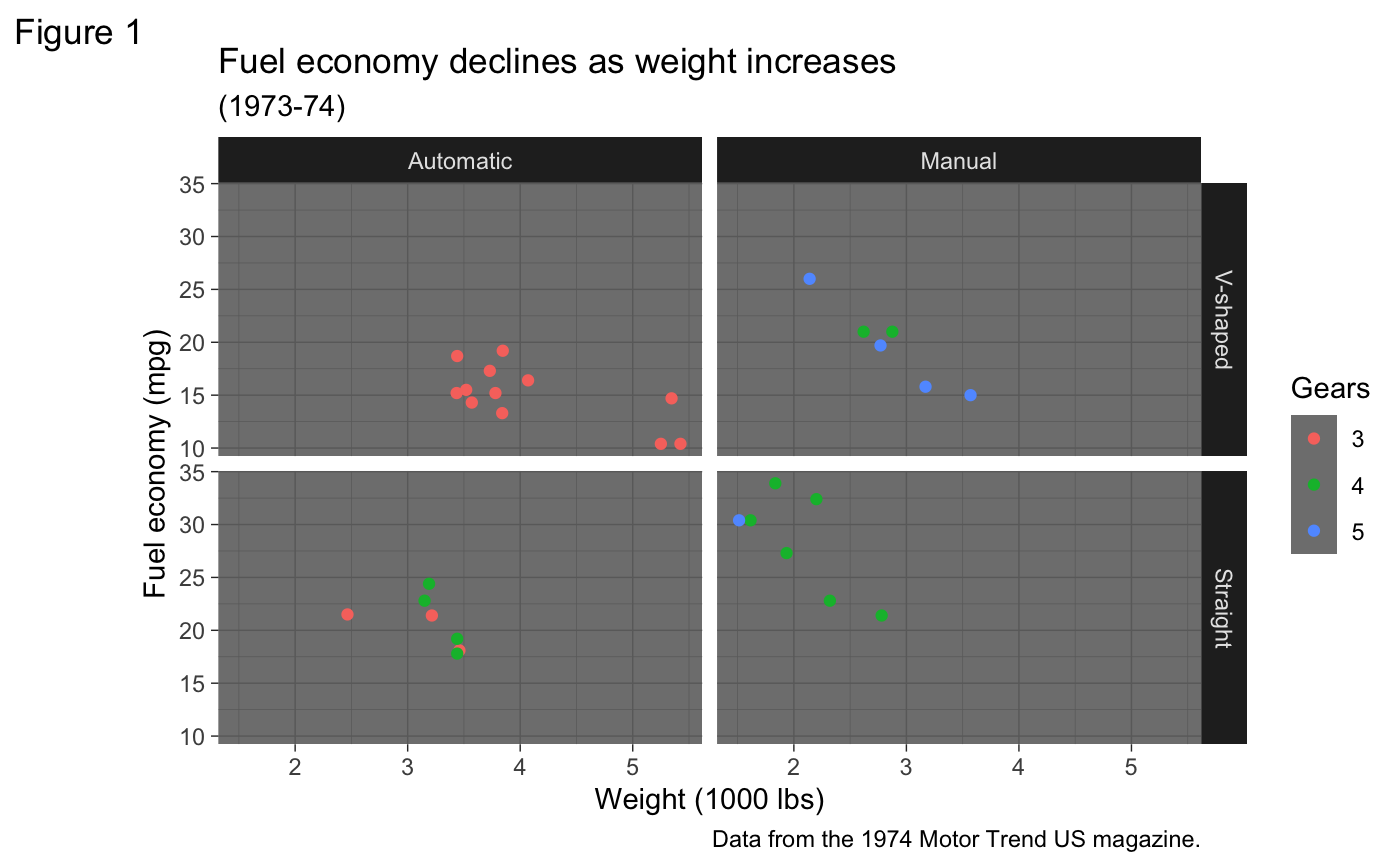 Figure 1
Fuel economy declines as weight increases
(1973-74)
Automatic
Manual
35
30
25
20
15
10
V-shaped
Fuel economy (mpg)
35
30
25
20
15
10
Straight
2
3
4
5
2
3
4
5
Weight (1000 lbs)
Gears
3
4
5
Data from the 1974 Motor Trend US magazine.